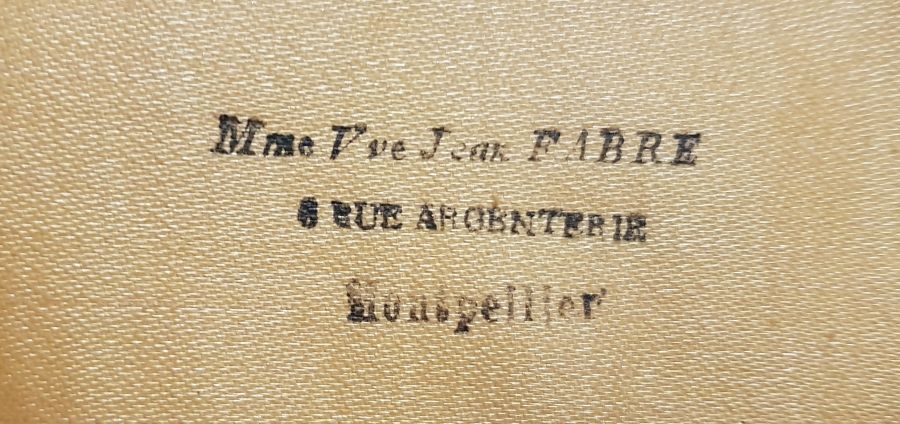 Mme Vve Jean FABRE
6 RUE ARGENTERIE
Montpellier